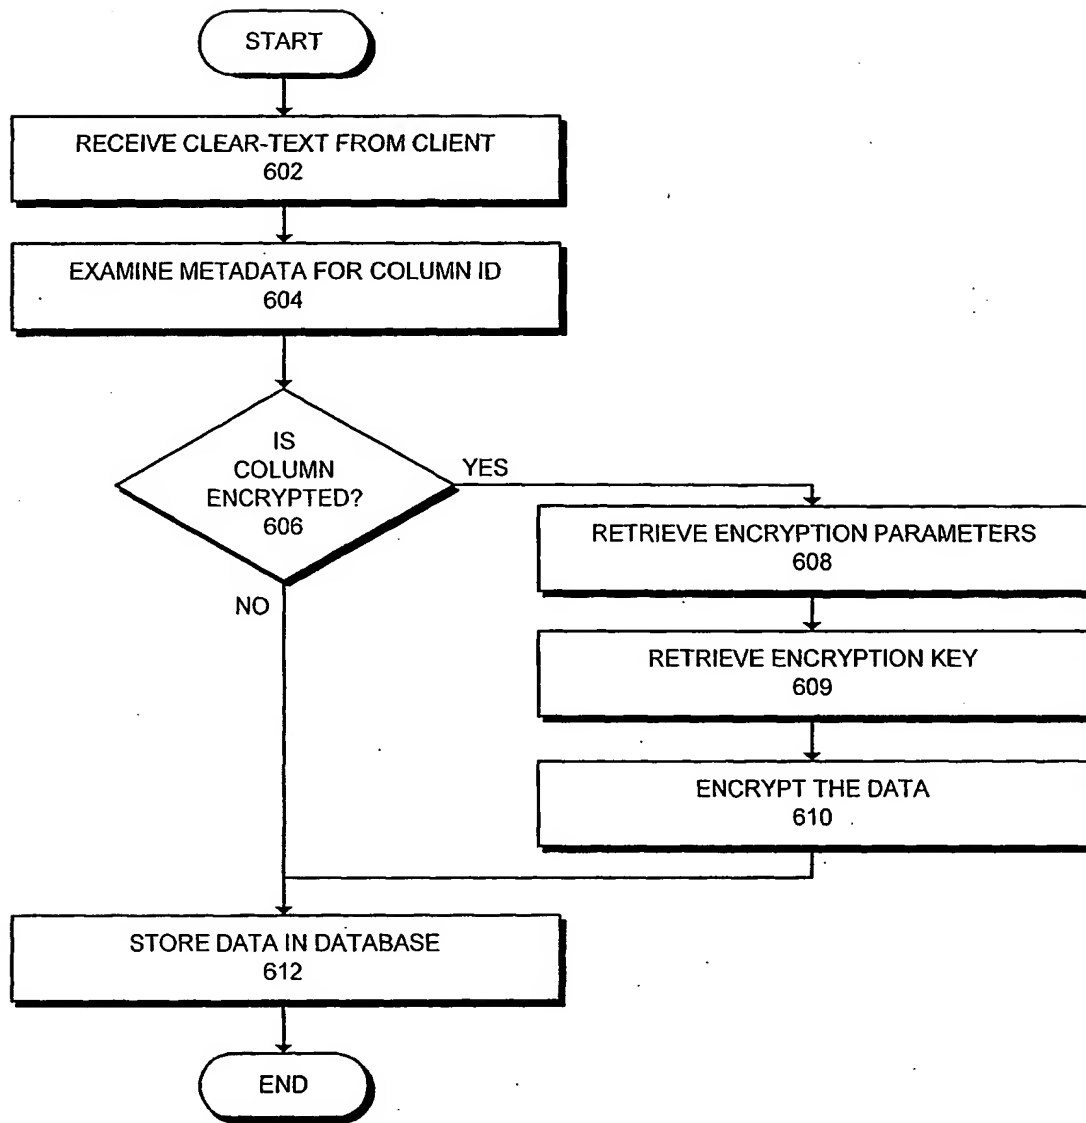 START
RECEIVE CLEAR-TEXT FROM CLIENT
602
EXAMINE METADATA FOR COLUMN ID
604
IS
COLUMN
ENCRYPTED?
606
YES
NO
RETRIEVE ENCRYPTION PARAMETERS
608
RETRIEVE ENCRYPTION KEY
609
ENCRYPT THE DATA
610
STORE DATA IN DATABASE
612
END